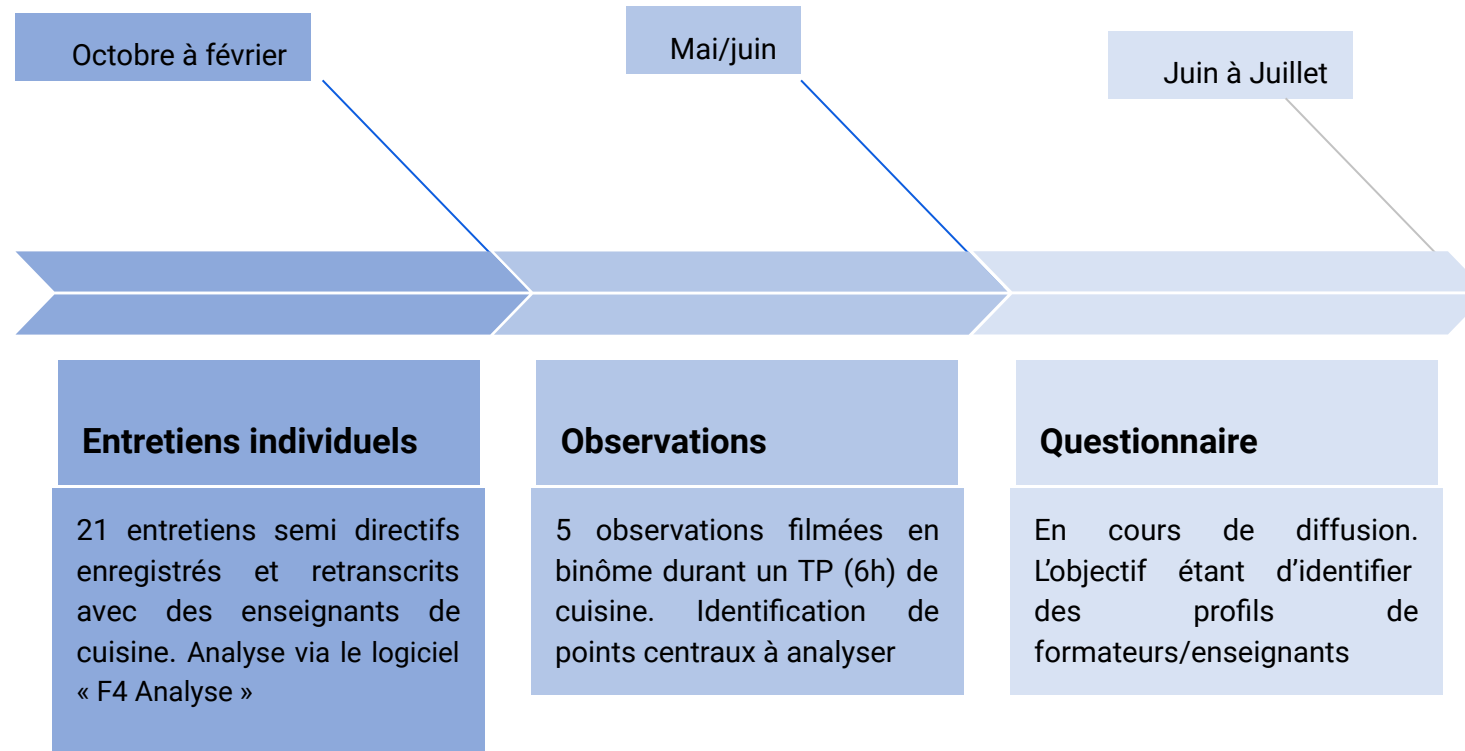 Octobre à février
Mai/juin
Juin à Juillet
Entretiens individuels
21 entretiens semi directifs
enregistrés et retranscrits
avec des enseignants de
cuisine. Analyse via le logiciel
« F4 Analyse »
Observations
5 observations filmées en
binôme durant un TP (6h) de
cuisine. Identification de
points centraux à analyser
Questionnaire
En cours de diffusion.
L'objectif étant d'identifier
des profils de
formateurs/enseignants